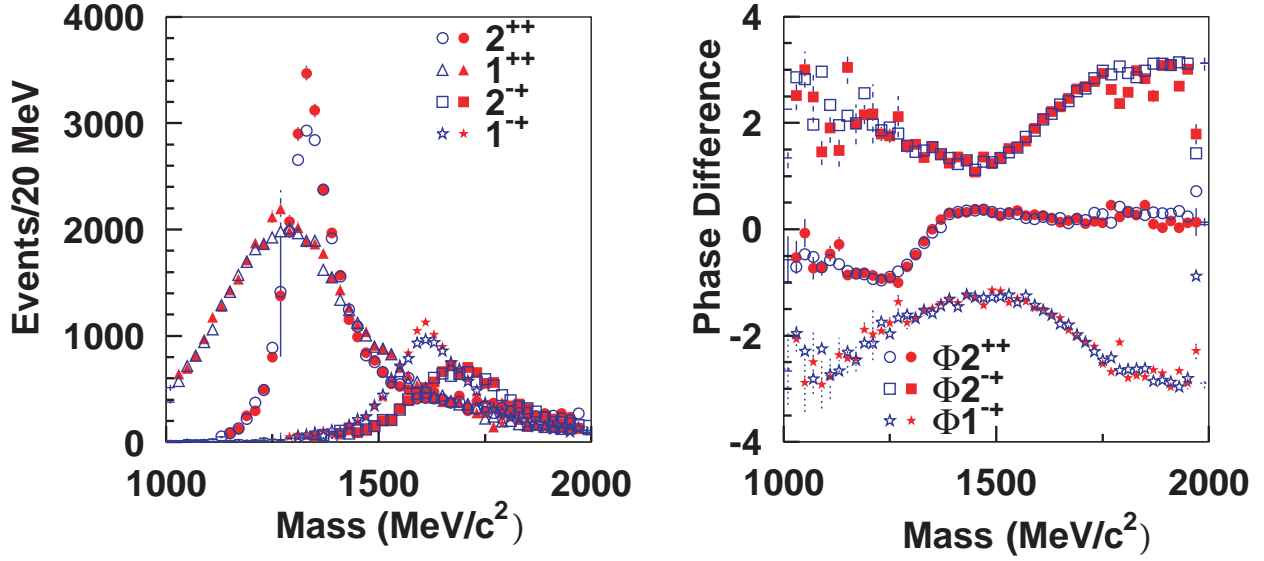 Events/20 MeV
4000
3000
2000
1000
0
2++
1++
2-+
1-+
1000 1500 2000
Mass (MeV/c2)
Phase Difference
4
2
0
-2
-4
Φ2++
Φ2-+
Φ1-+
1000 1500 2000
Mass (MeV/c2)